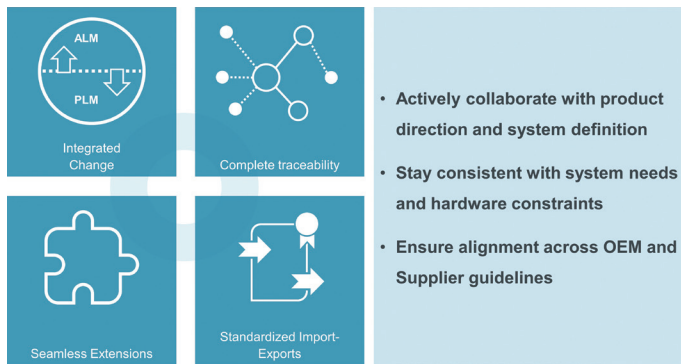 ALM
PLM
Integrated
Change
Complete traceability
Seamless Extensions
Standardized Import-
Exports
• Actively collaborate with product
direction and system definition
• Stay consistent with system needs
and hardware constraints
• Ensure alignment across OEM and
Supplier guidelines